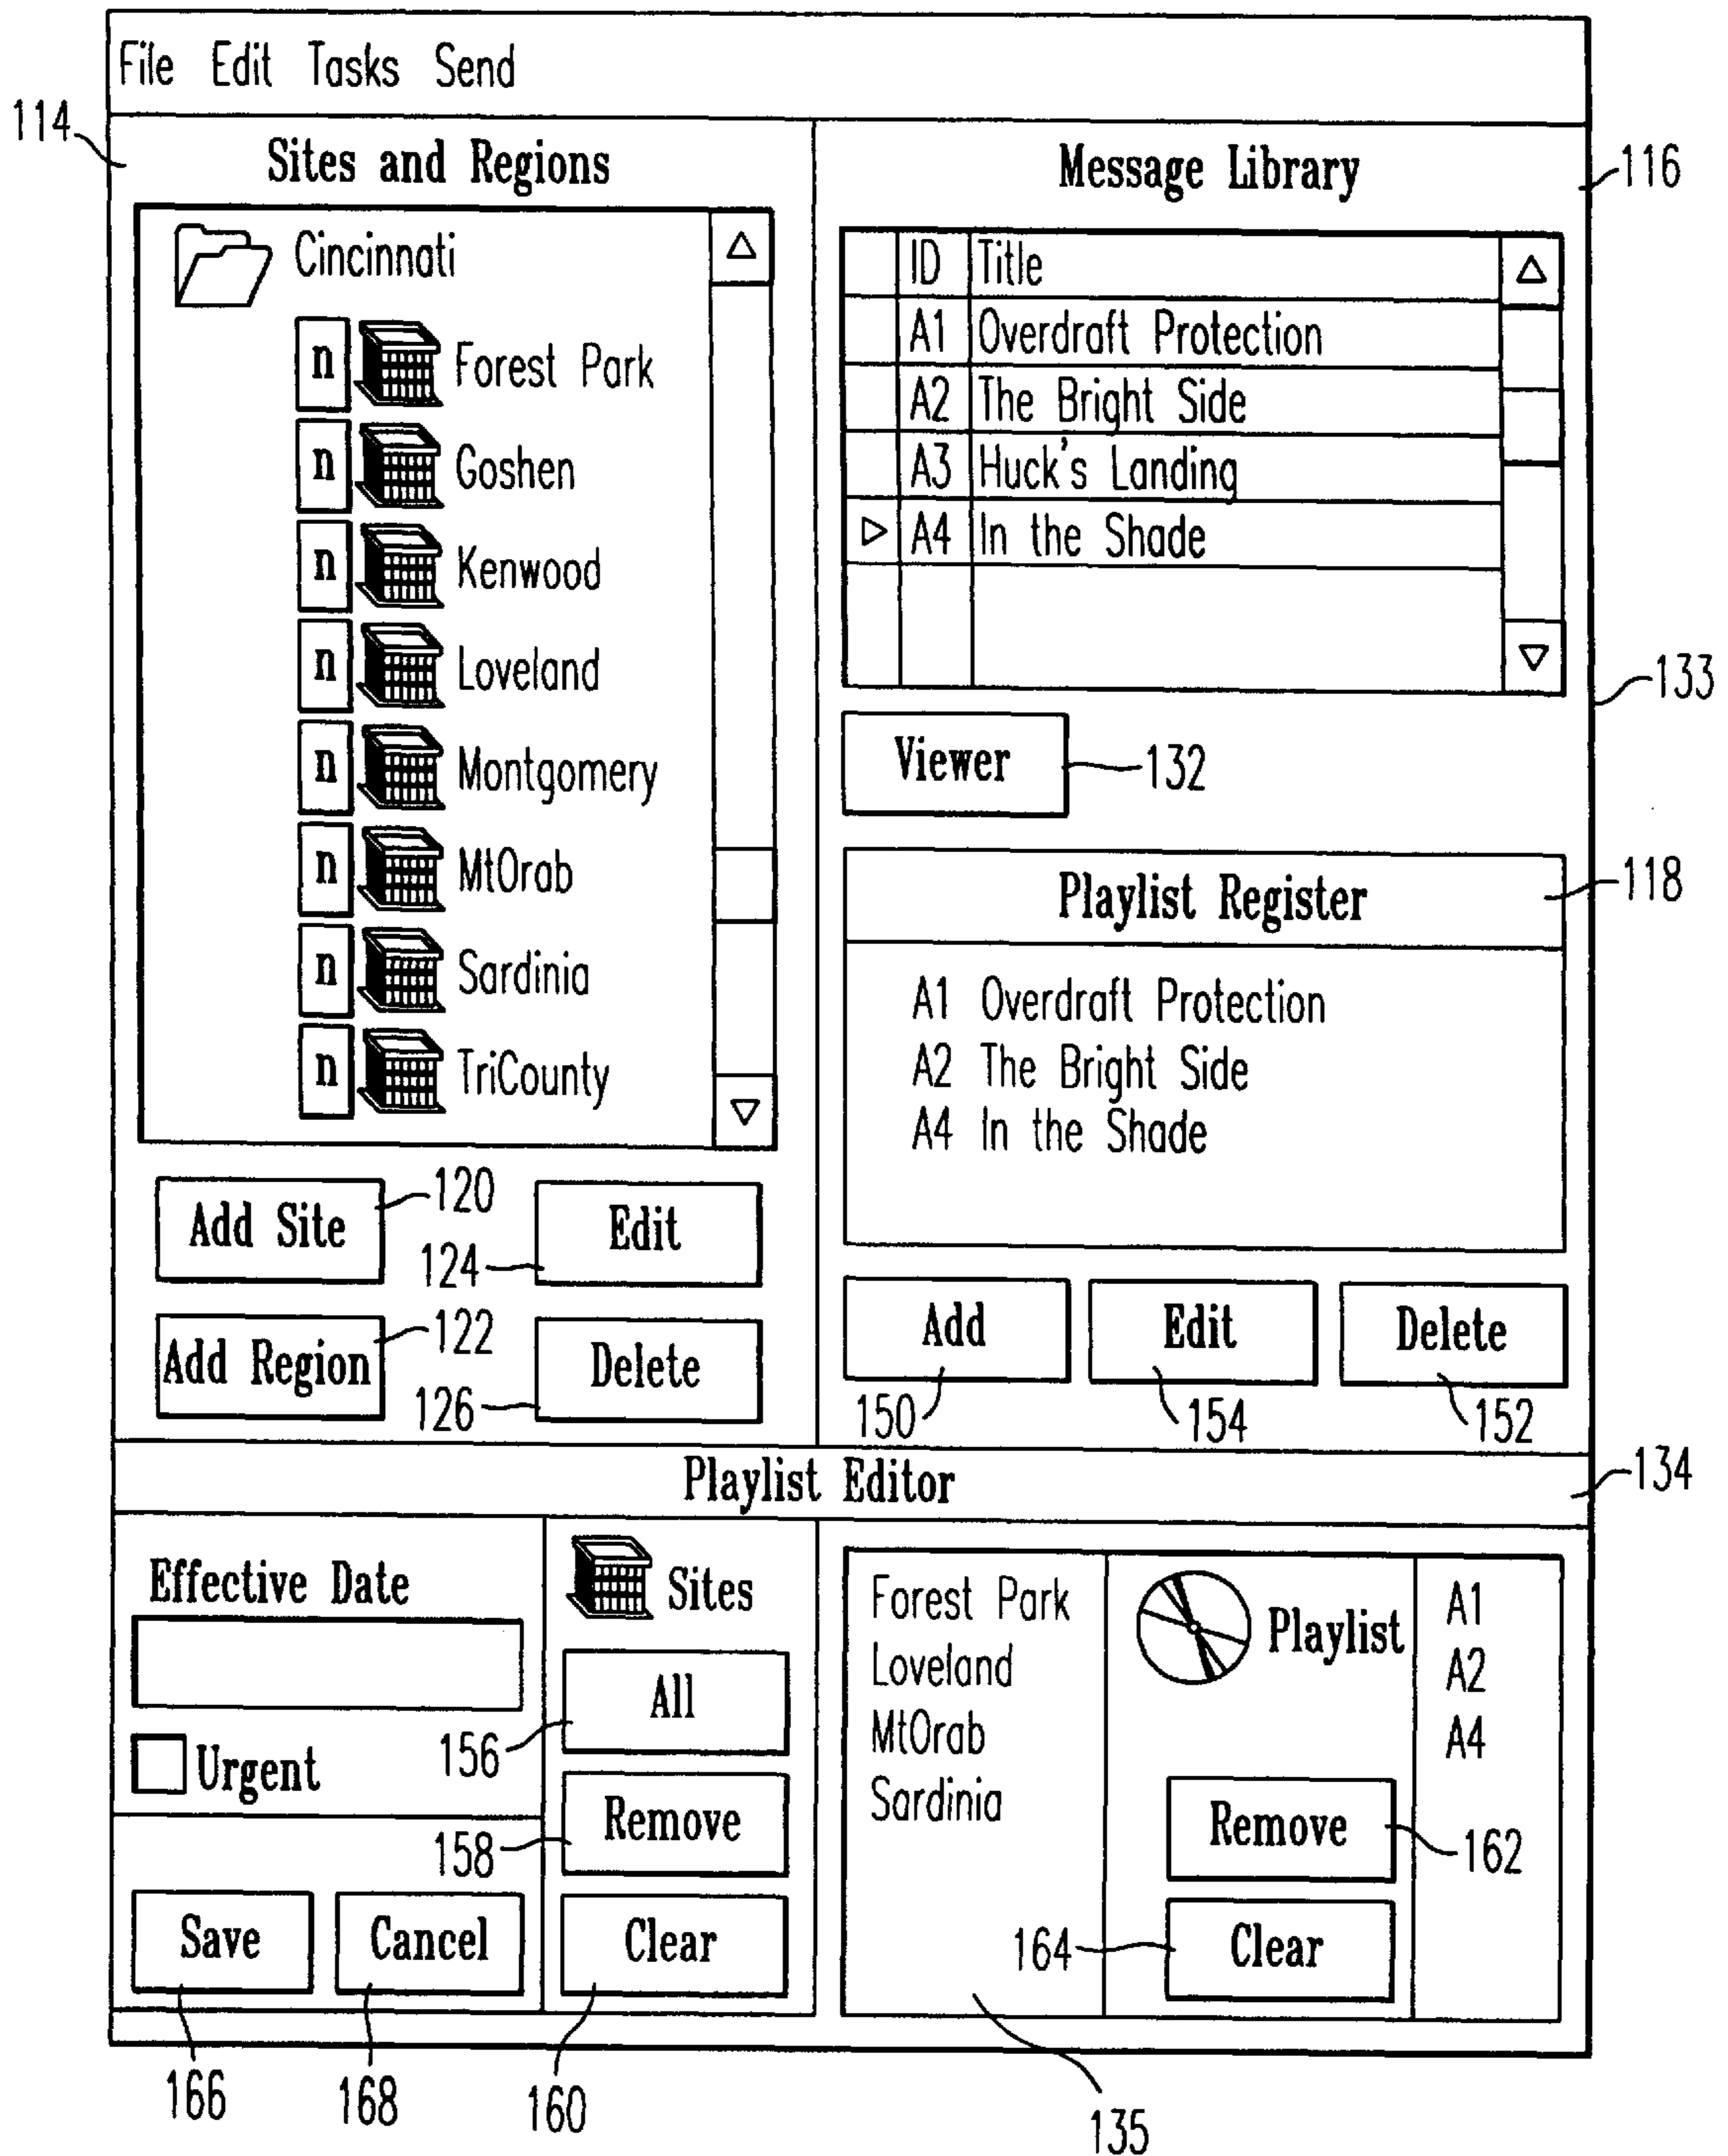 File Edit Tasks Send
114
Sites and Regions
Cincinnati
n Forest Park
n Goshen
n Kenwood
n Loveland
n Montgomery
n MtOrab
n Sardinia
n TriCounty
Add Site
120
Edit
124
Add Region
122
Delete
126
Message Library
116
ID Title
A1 Overdraft Protection
A2 The Bright Side
A3 Huck's Landing
A4 In the Shade
133
Viewer
132
Playlist Register
118
A1 Overdraft Protection
A2 The Bright Side
A4 In the Shade
Add
Edit
Delete
150
154
152
Playlist Editor
134
Effective Date
Urgent
Save
Cancel
166
168
Sites
All
156
Remove
158
Clear
160
Forest Park
Loveland
MtOrab
Sardinia
135
Playlist
Remove
162
Clear
164
A1
A2
A4